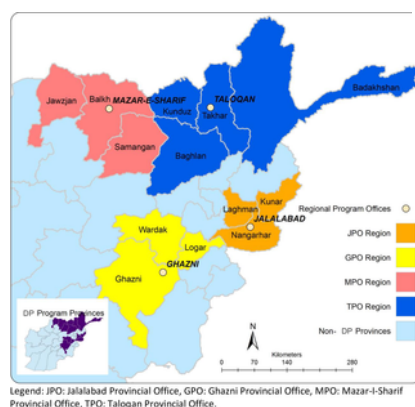 Badakhshan
Jawzjan
Balkh
MAZAR-E-SHARIF
Kunduz
TALOQAN
Takhar
Samangan
Baghlan
Laghman
Kunar
JALALABAD
Nangarhar
Wardak
Logar
GHAZNI
Ghazni
Regional Program Offices
JPO Region
GPO Region
MPO Region
TPO Region
Non- DP Provinces
DP Program Provinces
N
Kilometers
0 70 140 280
Legend: JPO: Jalalabad Provincial Office, GPO: Ghazni Provincial Office, MPO: Mazar-I-Sharif
Provincial Office, TPO: Taloqan Provincial Office.